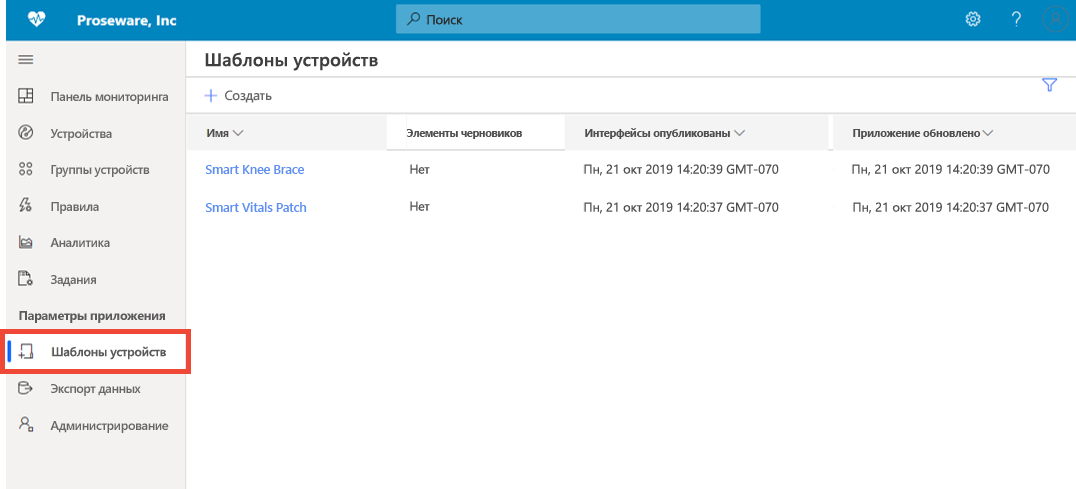 Proseware, Inc
Поиск
?
Шаблоны устройств
Создать
Панель мониторинга
Устройства
Группы устройств
Правила
Аналитика
Задания
Параметры приложения
Шаблоны устройств
Экспорт данных
Администрирование
Имя Элементы черновиков Интерфейсы опубликованы Приложение обновлено
Smart Knee Brace Нет Пн, 21 окт 2019 14:20:39 GMT-070 Пн, 21 окт 2019 14:20:39 GMT-070
Smart Vitals Patch Нет Пн, 21 окт 2019 14:20:37 GMT-070 Пн, 21 окт 2019 14:20:37 GMT-070